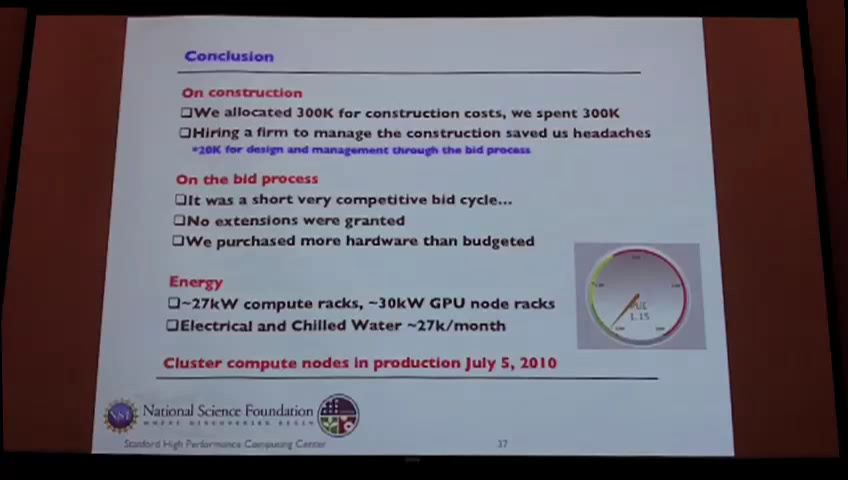 Conclusion
On construction
❑We allocated 300K for construction costs, we spent 300K
❑Hiring a firm to manage the construction saved us headaches
*20K for design and management through the bid process
On the bid process
❑It was a short very competitive bid cycle...
❑No extensions were granted
❑We purchased more hardware than budgeted
Energy
❑~27kW compute racks, ~30kW GPU node racks
❑Electrical and Chilled Water ~27k/month
PUE
1.15
Cluster compute nodes in production July 5, 2010
NSF
National Science Foundation
WHERE DISCOVERIES BEGIN
Stanford High Performance Computing Center
37